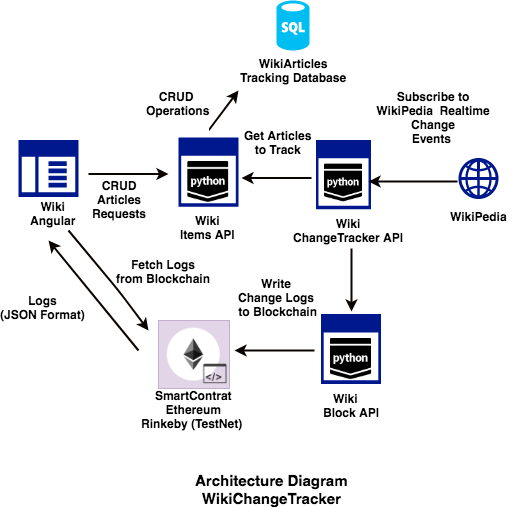 SQL
WikiArticles
Tracking Database
CRUD
Operations
Subscribe to
WikiPedia Realtime
Change
Events
Get Articles
to Track
python
python
CRUD
Articles
Requests
Wiki
Angular
Wiki
Items API
Wiki
ChangeTracker API
WikiPedia
Fetch Logs
from Blockchain
Logs
(JSON Format)
Write
Change Logs
to Blockchain
python
</>
SmartContrat
Ethereum
Rinkeby (TestNet)
Wiki
Block API
Architecture Diagram
WikiChangeTracker